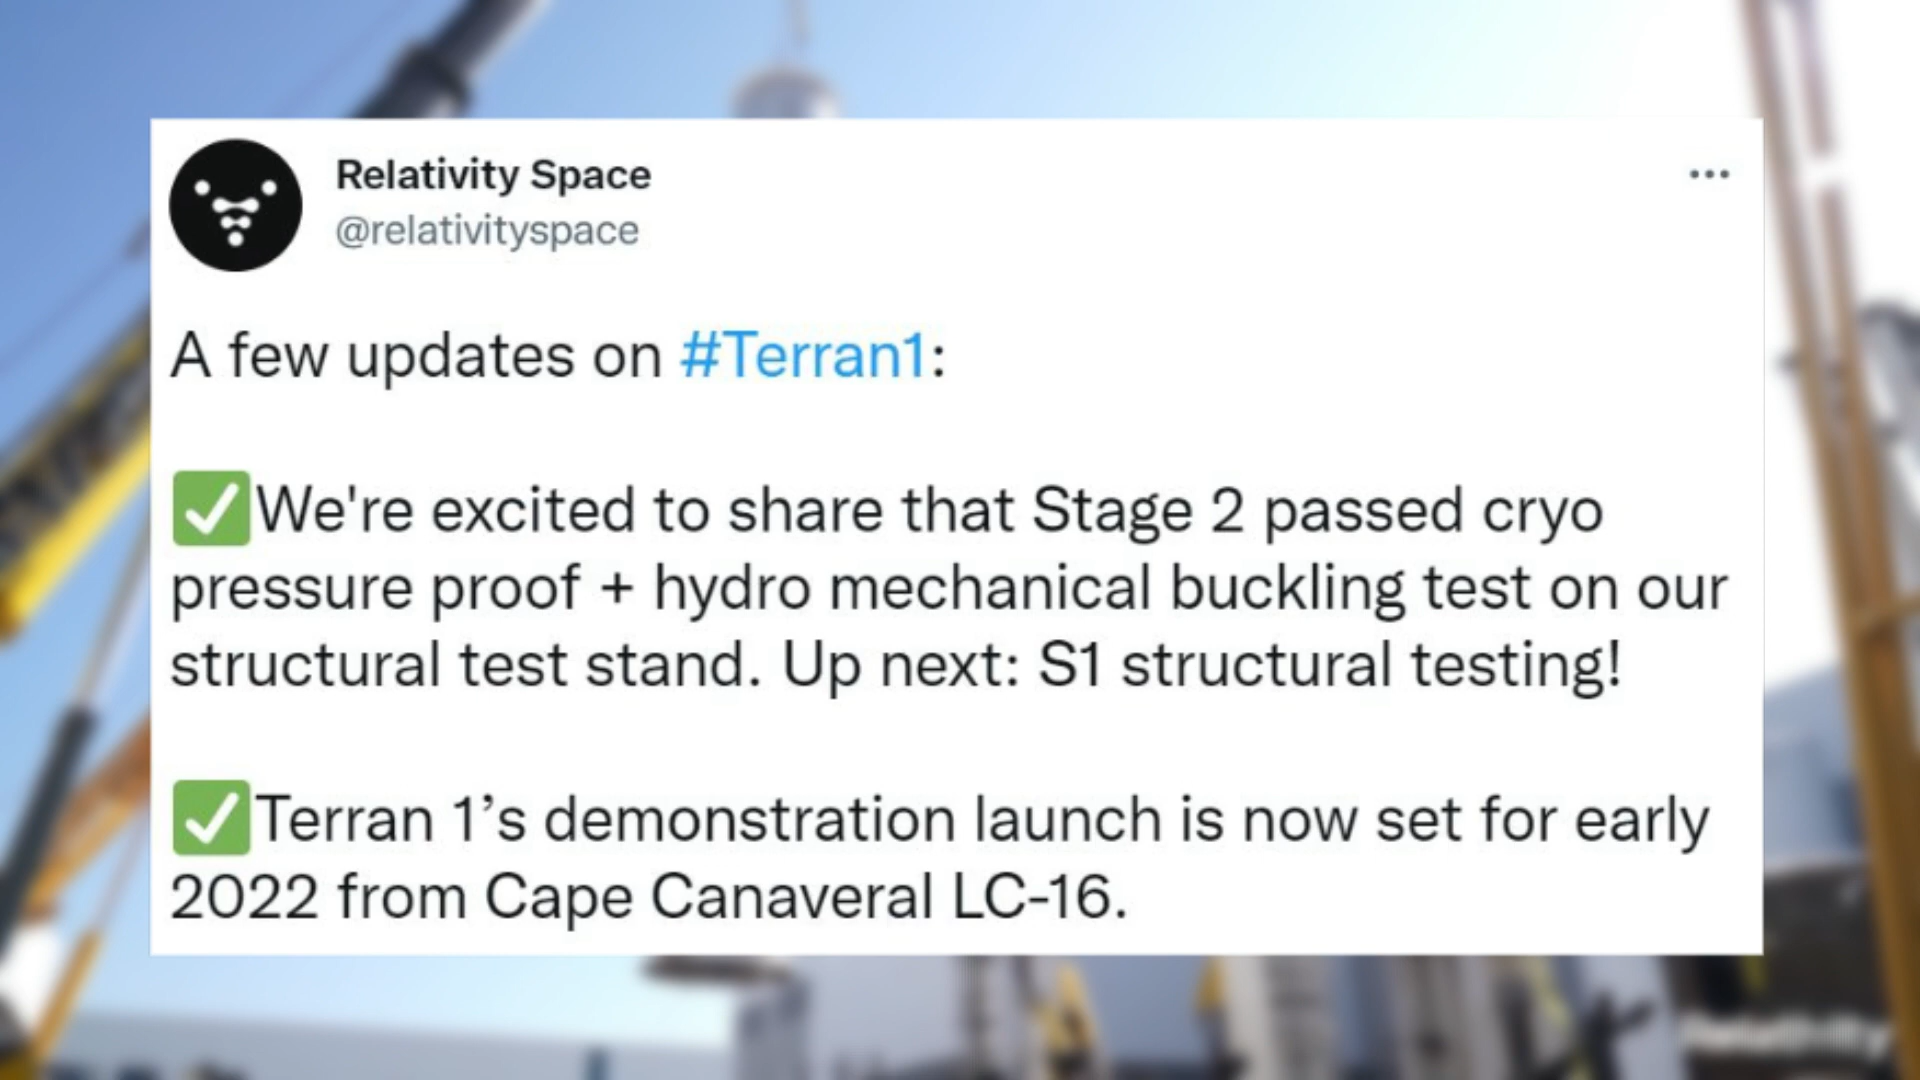 Relativity Space
@relativityspace
A few updates on #Terran1:
✅We're excited to share that Stage 2 passed cryo
pressure proof + hydro mechanical buckling test on our
structural test stand. Up next: S1 structural testing!
✅Terran 1’s demonstration launch is now set for early
2022 from Cape Canaveral LC-16.
Relativity